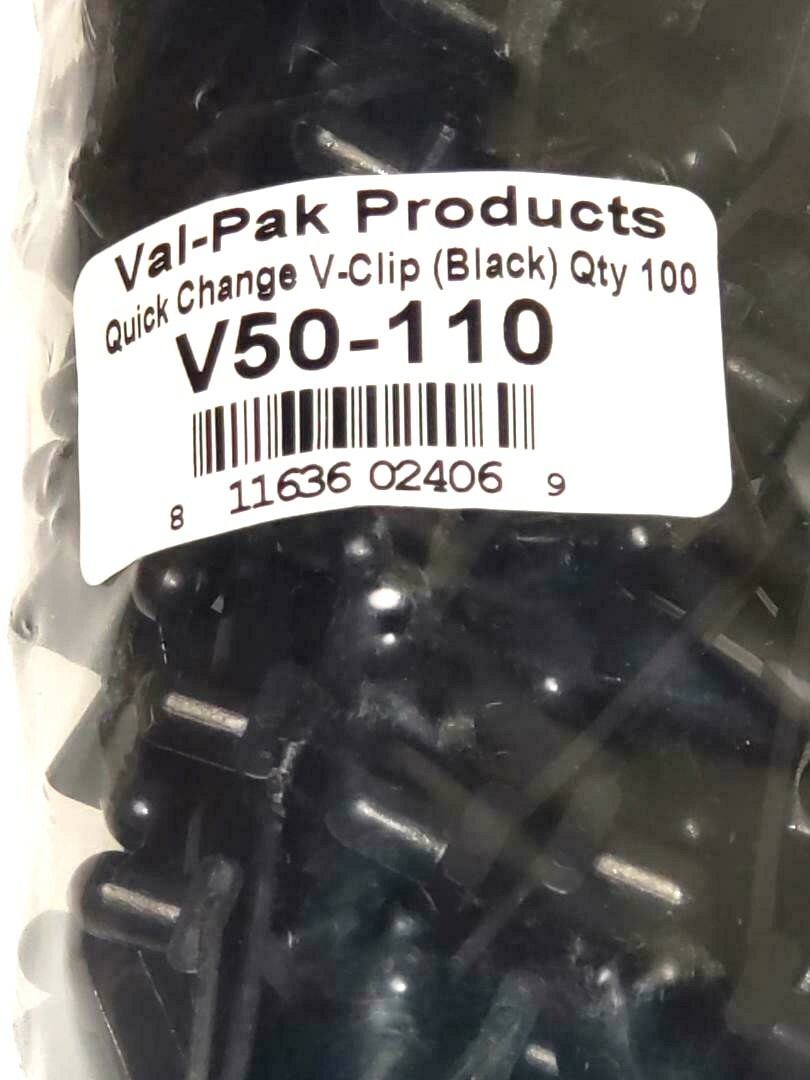 Val-Pak Products
Quick Change V-Clip (Black) Qty 100
V50-110
8 11636 02406 9